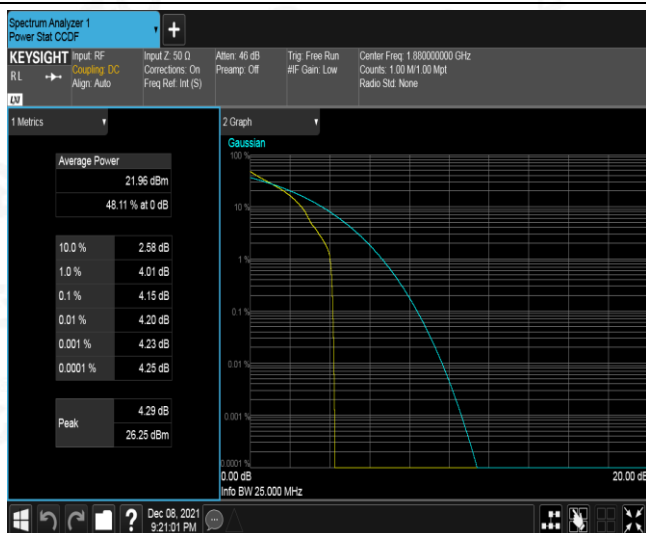 Spectrum Analyzer 1
Power Stat CCDF
KEYSIGHT
RL
LXI
Input: RF
Coupling: DC
Align: Auto
Input Z: 50 Ω
Corrections: On
Freq Ref: Int (S)
Atten: 46 dB
Preamp: Off
Trig: Free Run
#IF Gain: Low
Center Freq: 1.880000000 GHz
Counts: 1.00 M/1.00 Mpt
Radio Std: None
1 Metrics
Average Power
21.96 dBm
48.11 % at 0 dB
10.0 % 2.58 dB
1.0 % 4.01 dB
0.1 % 4.15 dB
0.01 % 4.20 dB
0.001 % 4.23 dB
0.0001 % 4.25 dB
Peak
4.29 dB
26.25 dBm
2 Graph
Gaussian
100 %
10 %
1 %
0.1 %
0.01 %
0.001 %
0.0001 %
0.00 dB
20.00 dB
Info BW 25.000 MHz
?
Dec 08, 2021
9:21:01 PM